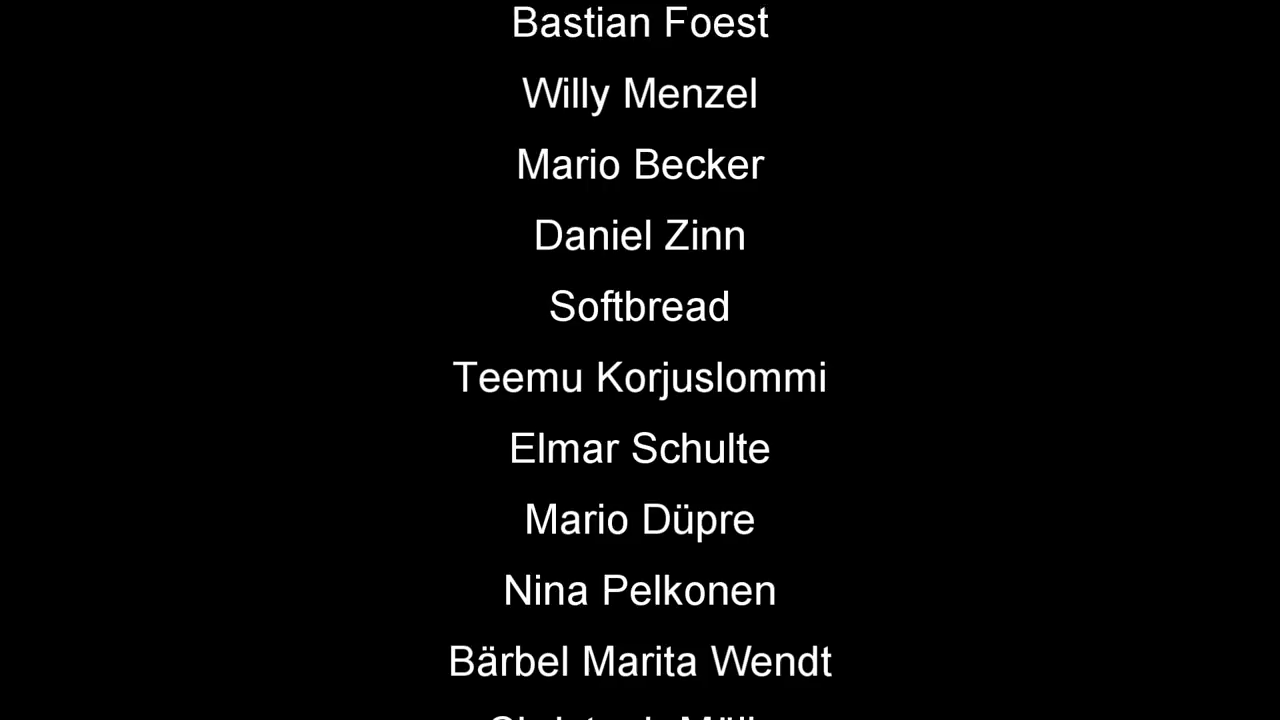 Bastian Foest
Willy Menzel
Mario Becker
Daniel Zinn
Softbread
Teemu Korjuslommi
Elmar Schulte
Mario Düpre
Nina Pelkonen
Bärbel Marita Wendt